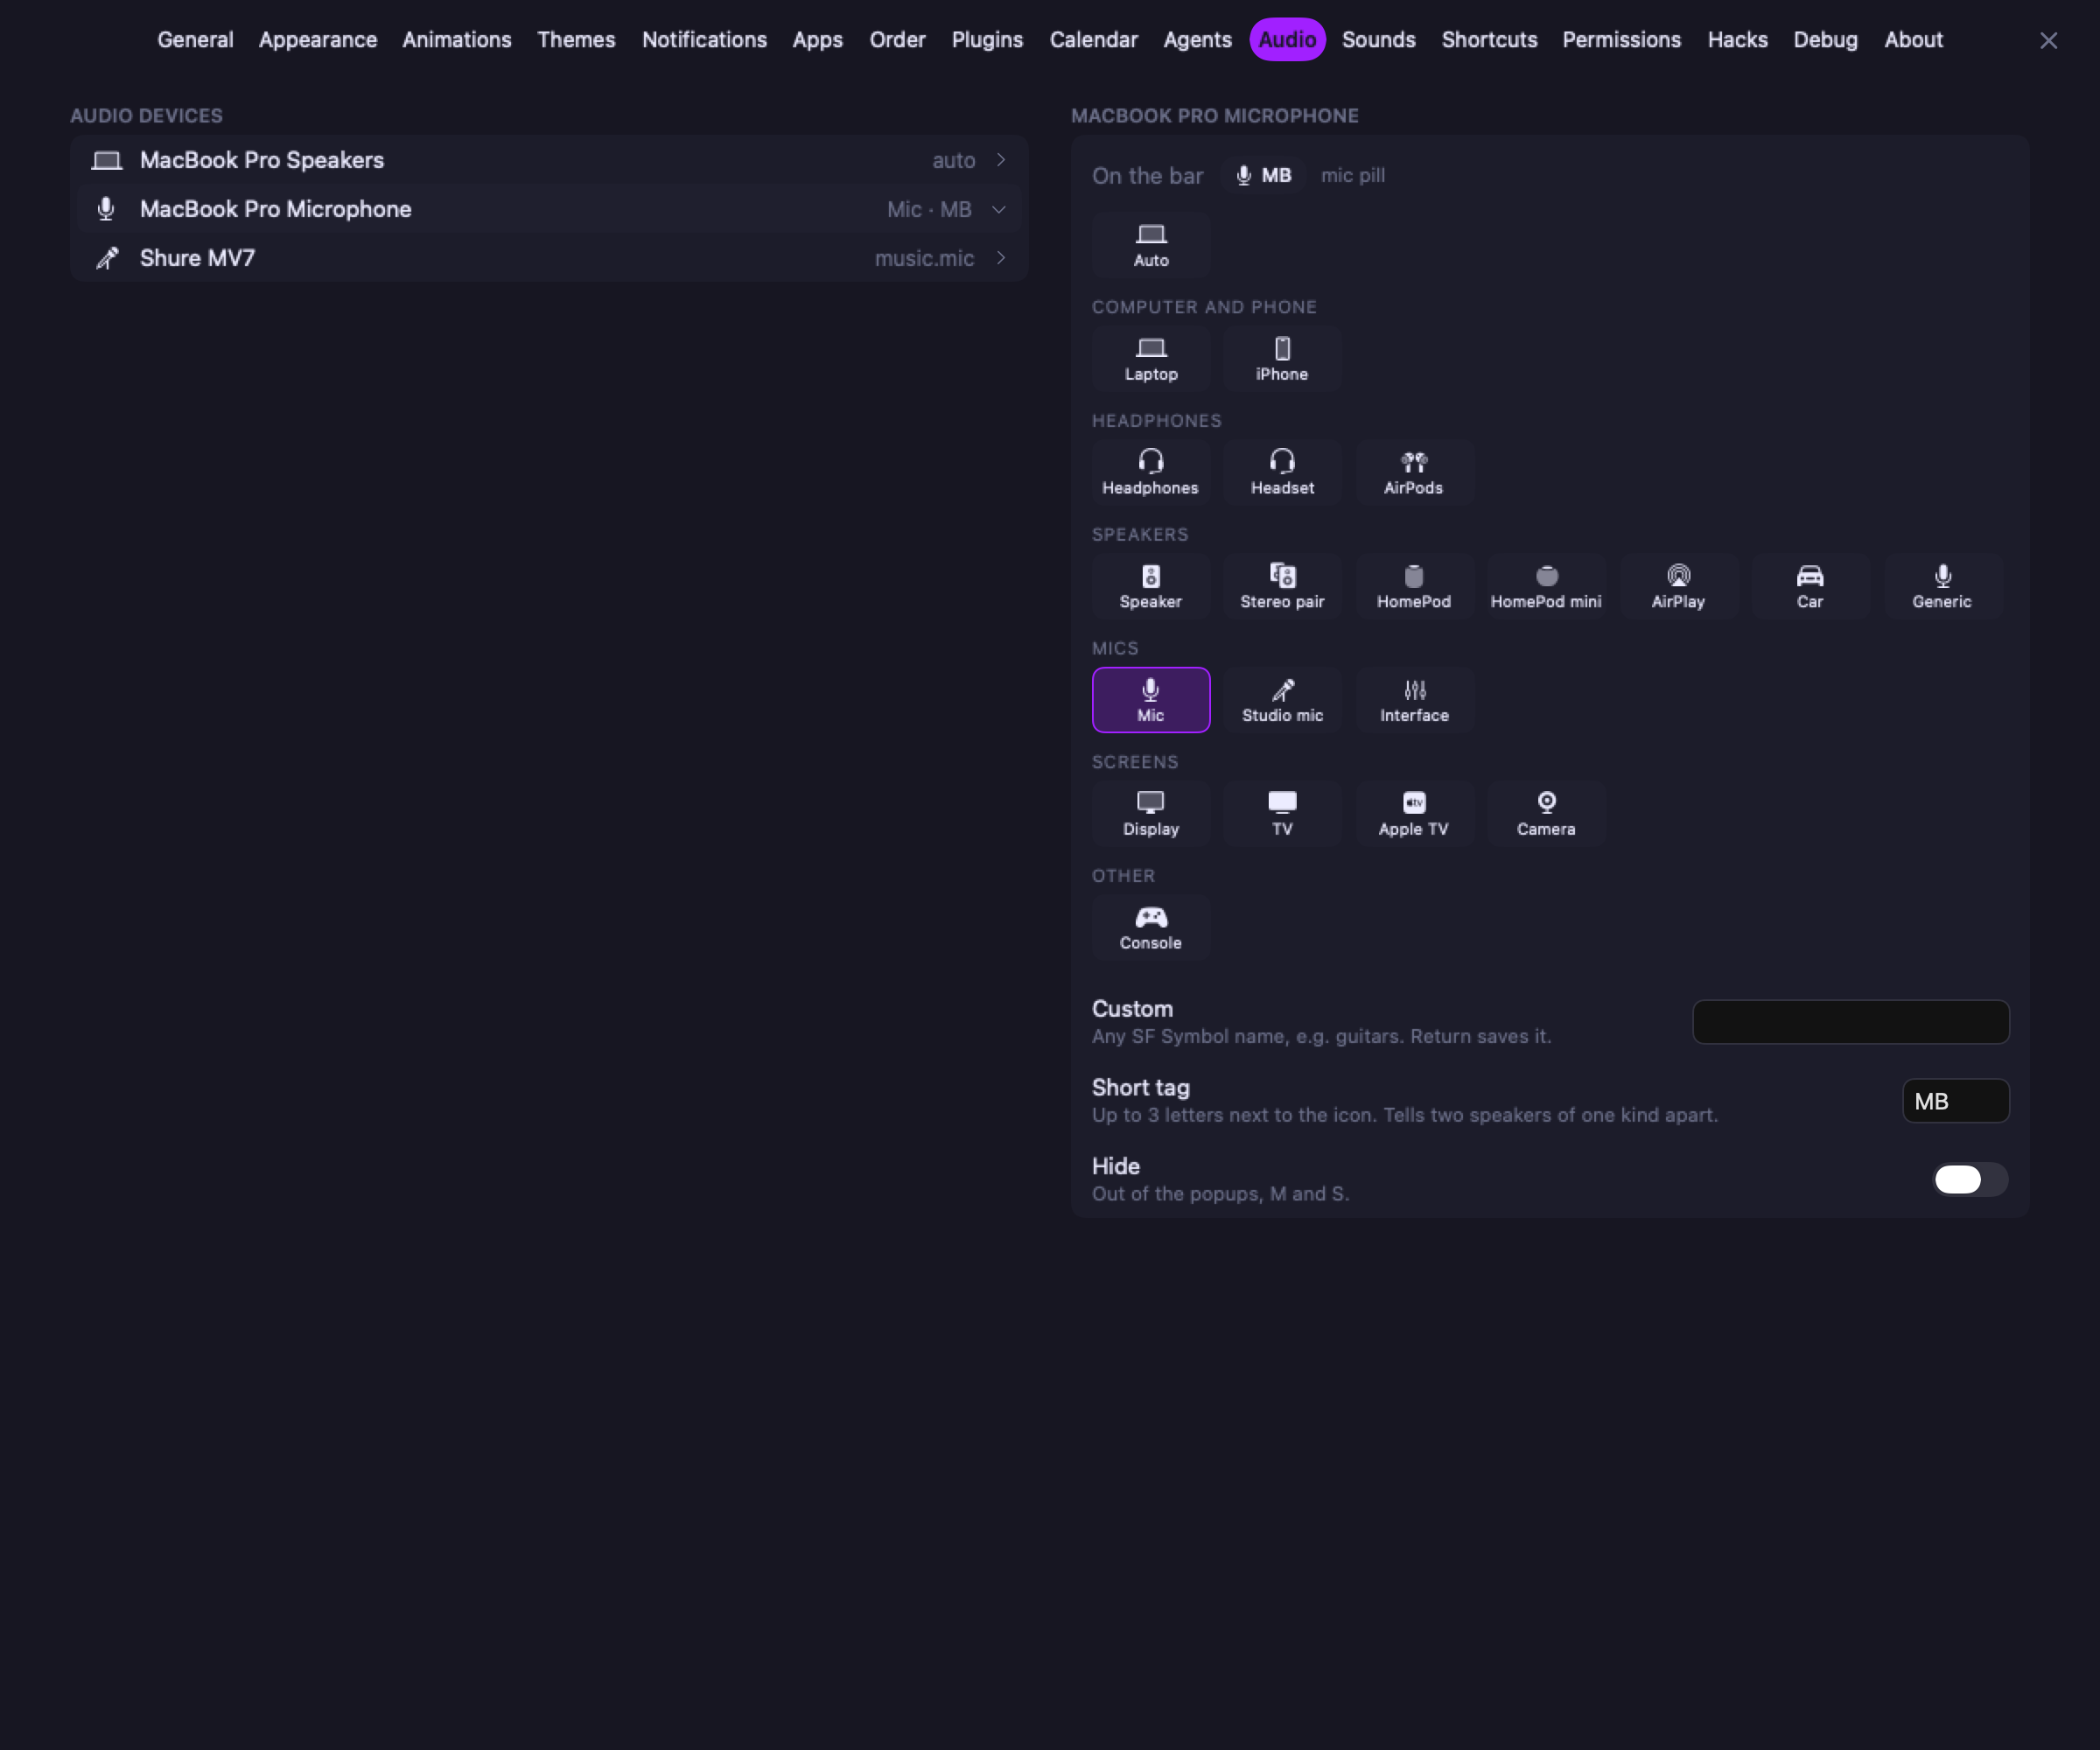 General Appearance Animations Themes Notifications Apps Order Plugins Calendar Agents Audio Sounds Shortcuts Permissions Hacks Debug About
AUDIO DEVICES
MacBook Pro Speakers auto
MacBook Pro Microphone Mic · MB
Shure MV7 music.mic
MACBOOK PRO MICROPHONE
On the bar MB mic pill
Auto
COMPUTER AND PHONE
Laptop iPhone
HEADPHONES
Headphones Headset AirPods
SPEAKERS
Speaker Stereo pair HomePod HomePod mini AirPlay Car Generic
MICS
Mic Studio mic Interface
SCREENS
tv
Display TV Apple TV Camera
OTHER
Console
Custom
Any SF Symbol name, e.g. guitars. Return saves it.
Short tag
MB
Up to 3 letters next to the icon. Tells two speakers of one kind apart.
Hide
Out of the popups, M and S.